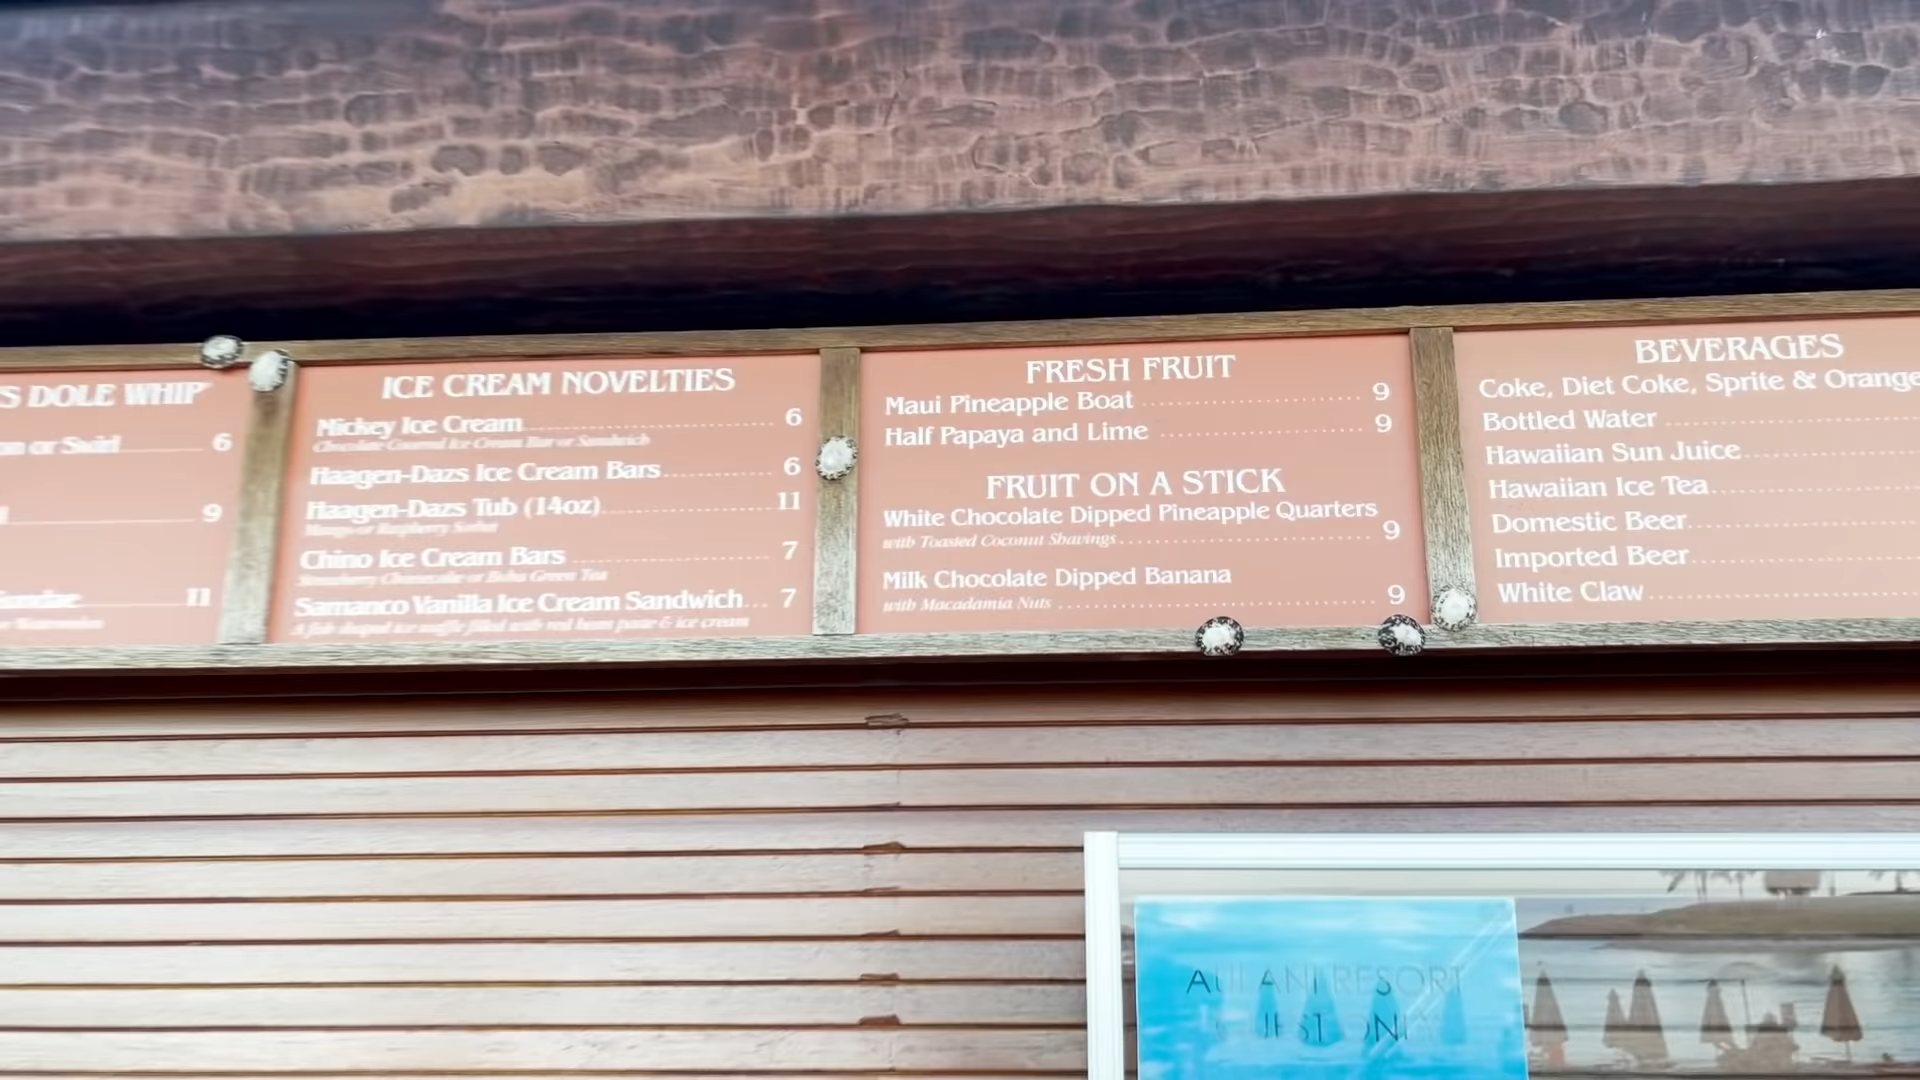 S DOLE WHIP
or Swirl 6
9
11
ICE CREAM NOVELTIES
Mickey Ice Cream 6
Chocolate Covered Ice Cream Bar or Sandwich
Haagen-Dazs Ice Cream Bars 6
Haagen-Dazs Tub (14oz) 11
Mango or Raspberry Sorbet
Chino Ice Cream Bars 7
Strawberry Cheesecake or Boba Green Tea
Samanco Vanilla Ice Cream Sandwich 7
A fish shaped ice waffle filled with red bean paste & ice cream
FRESH FRUIT
Maui Pineapple Boat 9
Half Papaya and Lime 9
FRUIT ON A STICK
White Chocolate Dipped Pineapple Quarters
with Toasted Coconut Shavings 9
Milk Chocolate Dipped Banana
with Macadamia Nuts 9
BEVERAGES
Coke, Diet Coke, Sprite & Orange
Bottled Water
Hawaiian Sun Juice
Hawaiian Ice Tea
Domestic Beer
Imported Beer
White Claw
AULANI RESORT
GUEST ONLY